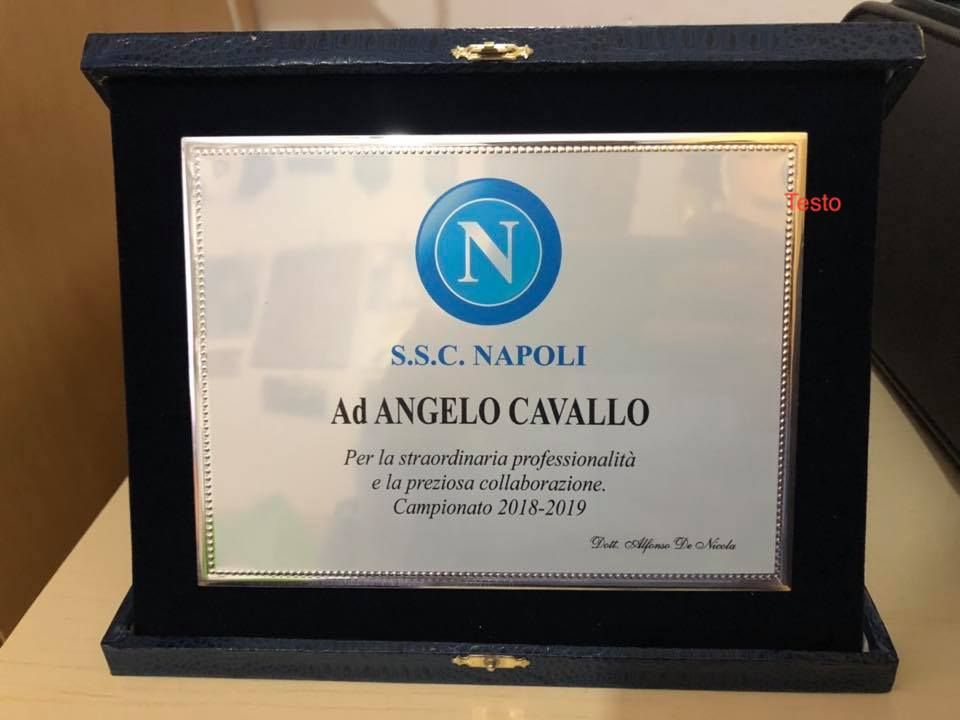 N
Testo
S.S.C. NAPOLI
Ad ANGELO CAVALLO
Per la straordinaria professionalità
e la preziosa collaborazione.
Campionato 2018-2019
Dott. Alfonso De Nicola